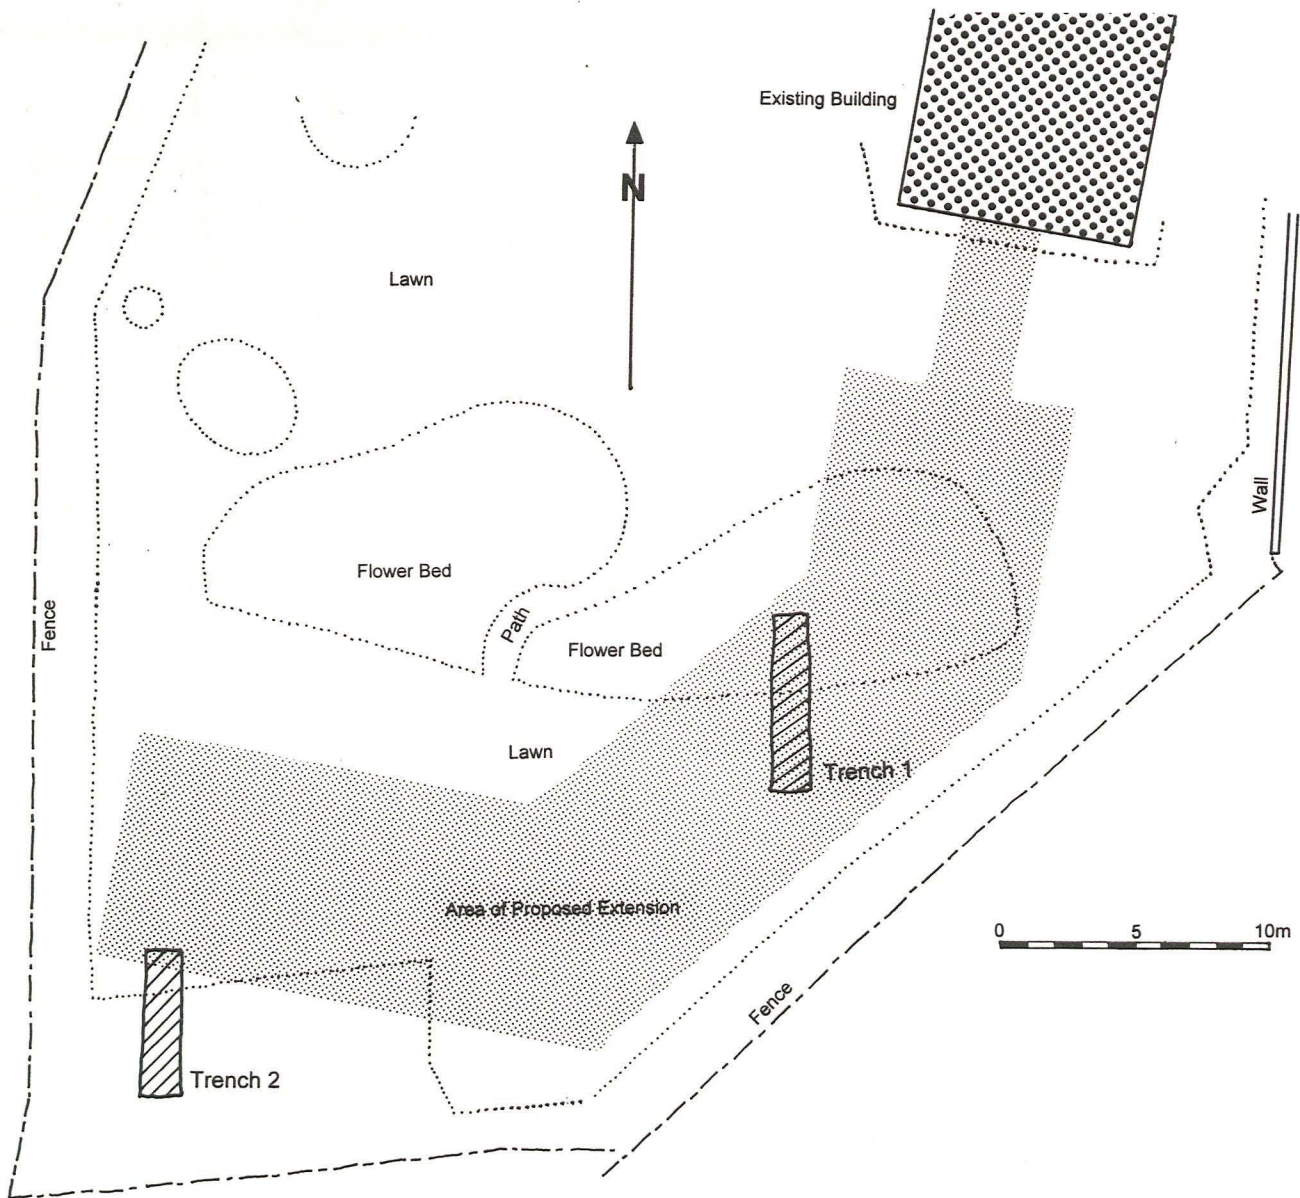 Existing Building
N
Lawn
Wall
Flower Bed
Fence
Path
Flower Bed
Lawn
Trench 1
Area of Proposed Extension
0 5 10m
Fence
Trench 2